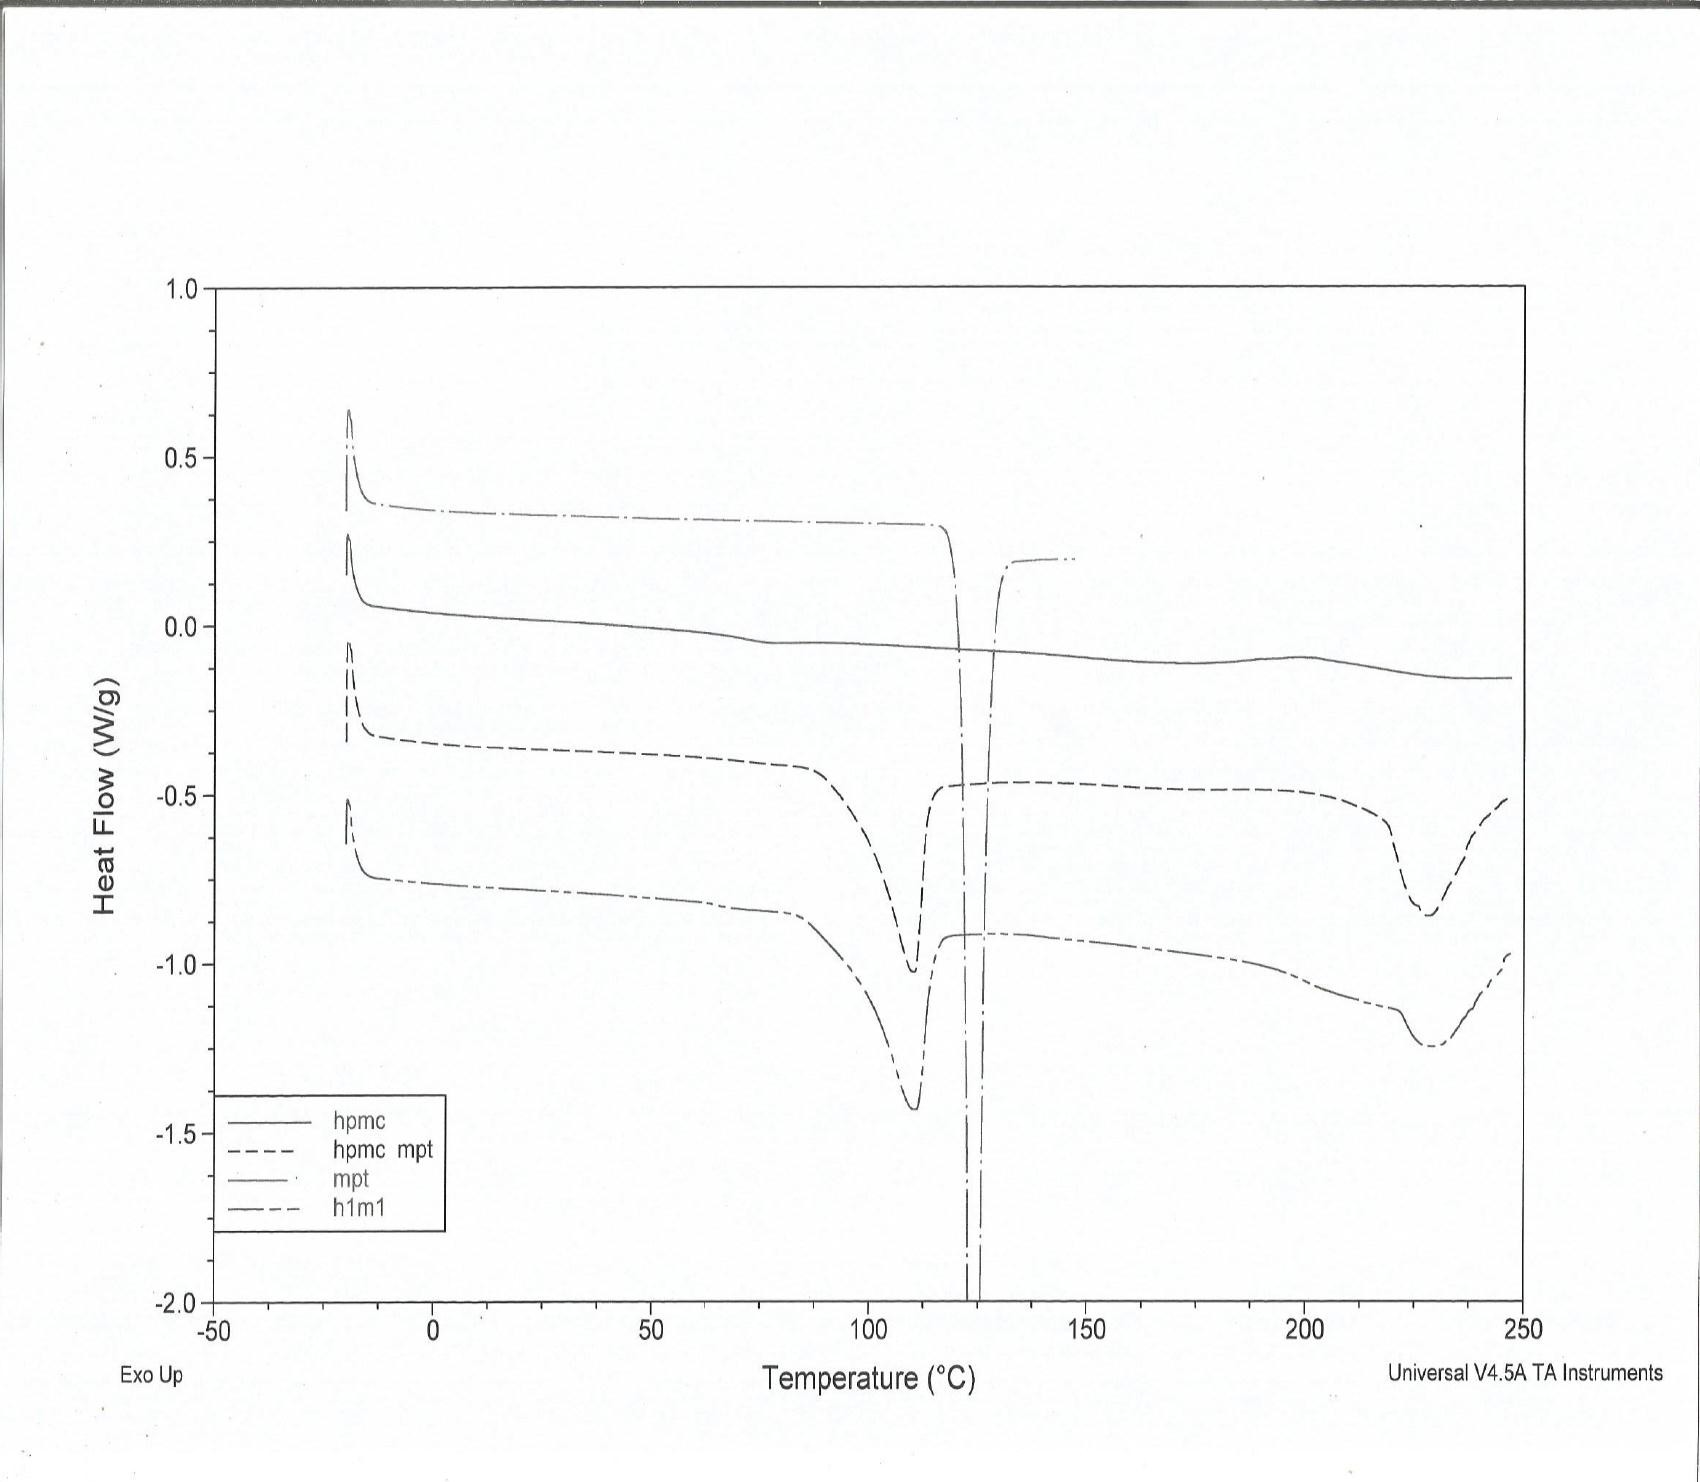 1.0
0.5
0.0
-0.5
-1.0
-1.5
-2.0
Heat Flow (W/g)
hpmc
hpmc mpt
mpt
h1m1
-50 0 50 100 150 200 250
Exo Up Temperature (°C) Universal V4.5A TA Instruments